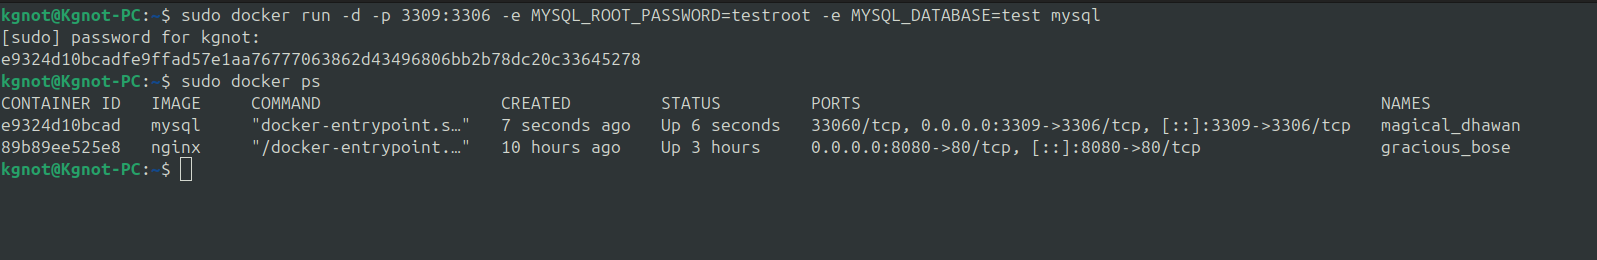 kgnot@Kgnot-PC:~$ sudo docker run -d -p 3309:3306 -e MYSQL_ROOT_PASSWORD=testroot -e MYSQL_DATABASE=test mysql
[sudo] password for kgnot:
e9324d10bcadfe9ffad57e1aa76777063862d43496806bb2b78dc20c33645278
kgnot@Kgnot-PC:~$ sudo docker ps
CONTAINER ID   IMAGE     COMMAND                  CREATED         STATUS         PORTS                                                    NAMES
e9324d10bcad   mysql     "docker-entrypoint.s…"   7 seconds ago   Up 6 seconds   33060/tcp, 0.0.0.0:3309->3306/tcp, [::]:3309->3306/tcp   magical_dhawan
89b89ee525e8   nginx     "/docker-entrypoint.…"   10 hours ago    Up 3 hours     0.0.0.0:8080->80/tcp, [::]:8080->80/tcp                  gracious_bose
kgnot@Kgnot-PC:~$